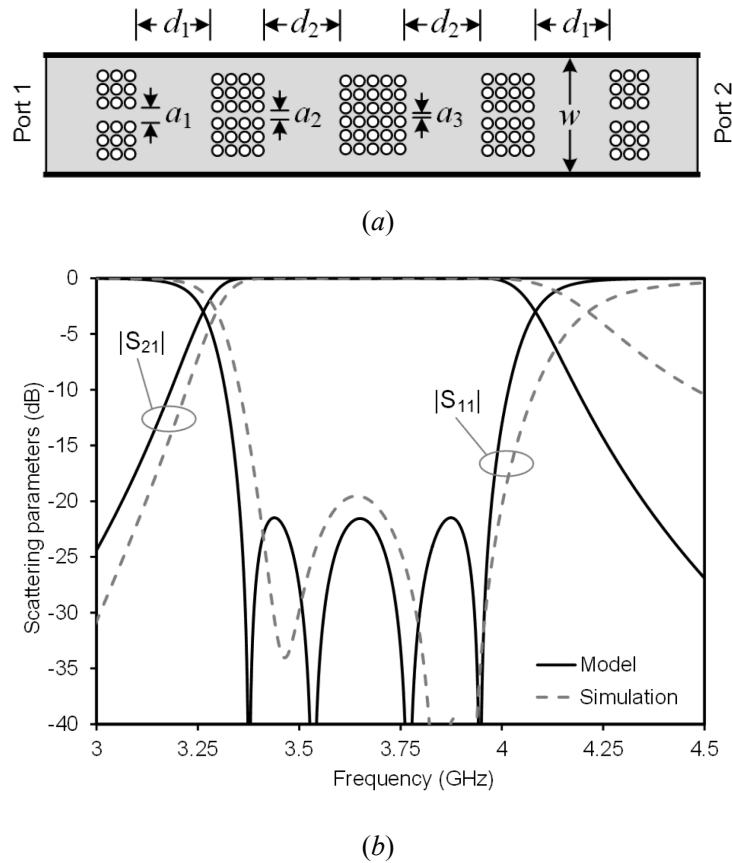 d1 d2 d2 d1
Port 1
a1 a2 a3 w
Port 2
(a)
0
-5
-10
-15
-20
-25
-30
-35
-40
Scattering parameters (dB)
|S21|
|S11|
Model
Simulation
3 3.25 3.5 3.75 4 4.25 4.5
Frequency (GHz)
(b)